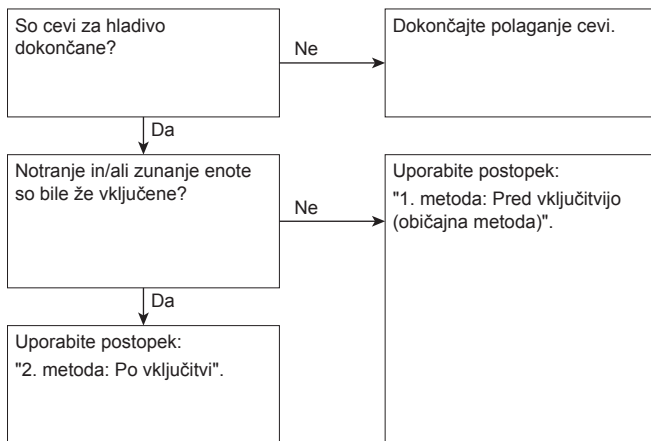 So cevi za hladivo
dokončane?
Ne
Dokončajte polaganje cevi.
Da
Notranje in/ali zunanje enote
so bile že vključene?
Ne
Uporabite postopek:
"1. metoda: Pred vključitvijo
(običajna metoda)".
Da
Uporabite postopek:
"2. metoda: Po vključitvi".